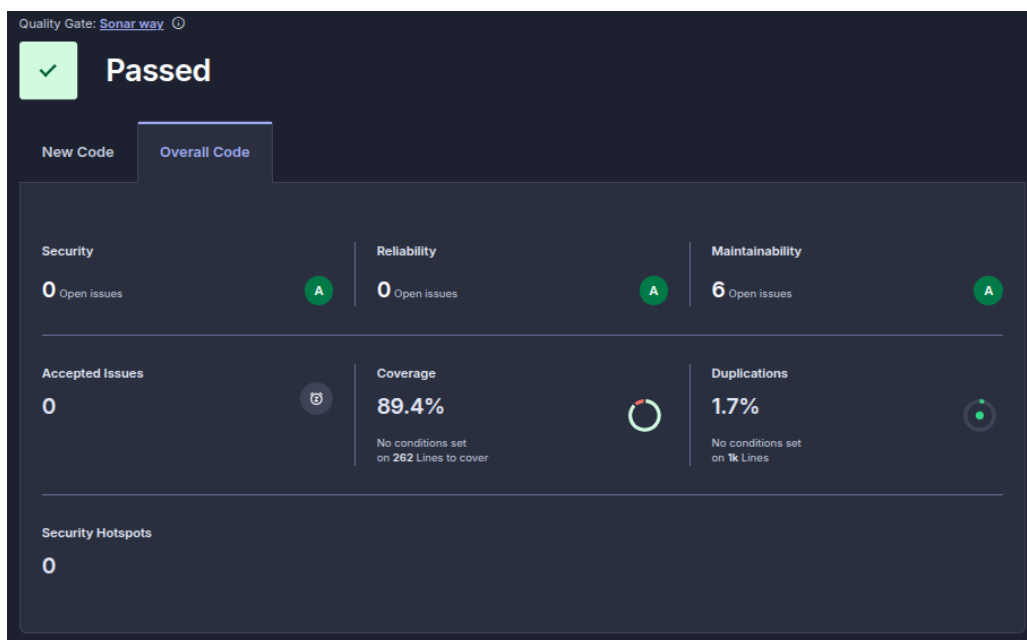 Quality Gate: Sonar way
Passed
New Code Overall Code
Security Reliability Maintainability
0 Open issues A 0 Open issues A 6 Open issues A
Accepted Issues Coverage Duplications
0 89.4% 1.7%
No conditions set No conditions set
on 262 Lines to cover on 1k Lines
Security Hotspots
0